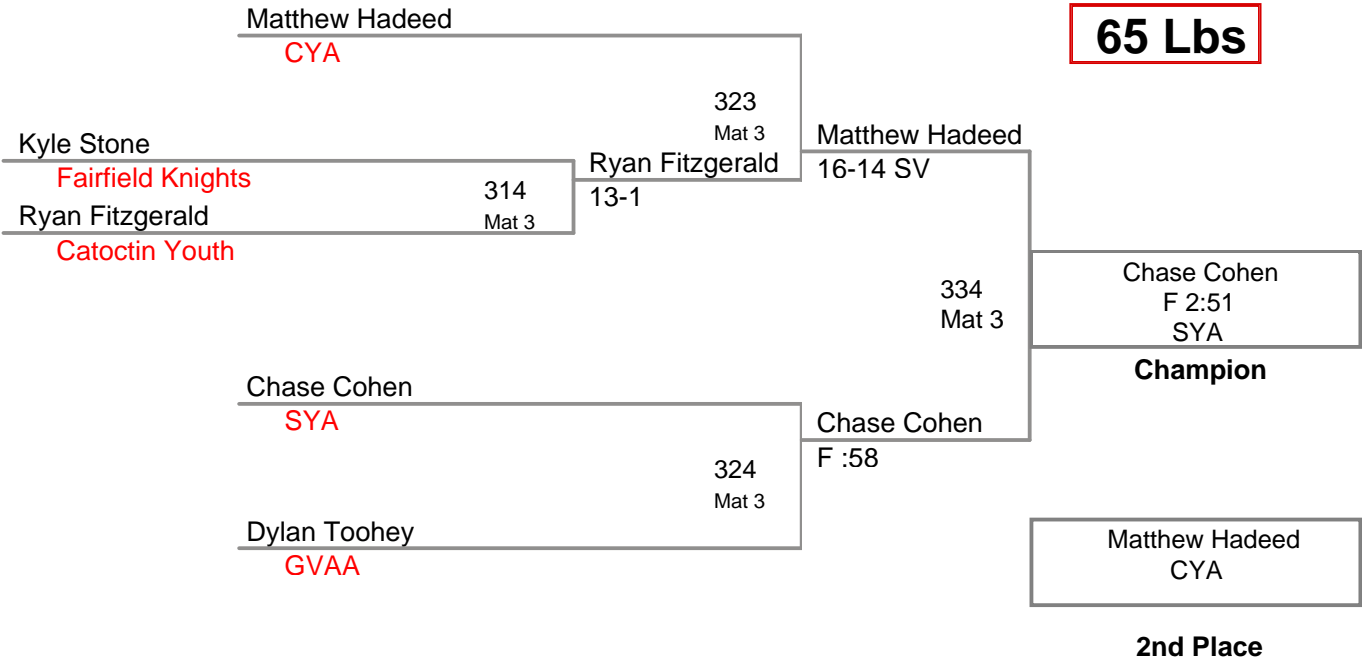 Matthew Hadeed
CYA
65 Lbs
323
Mat 3
Kyle Stone
Fairfield Knights
Ryan Fitzgerald
Catoctin Youth
314
Mat 3
Ryan Fitzgerald
13-1
Matthew Hadeed
16-14 SV
334
Mat 3
Chase Cohen
F 2:51
SYA
Champion
Chase Cohen
SYA
324
Mat 3
Dylan Toohey
GVAA
Chase Cohen
F :58
Matthew Hadeed
CYA
2nd Place